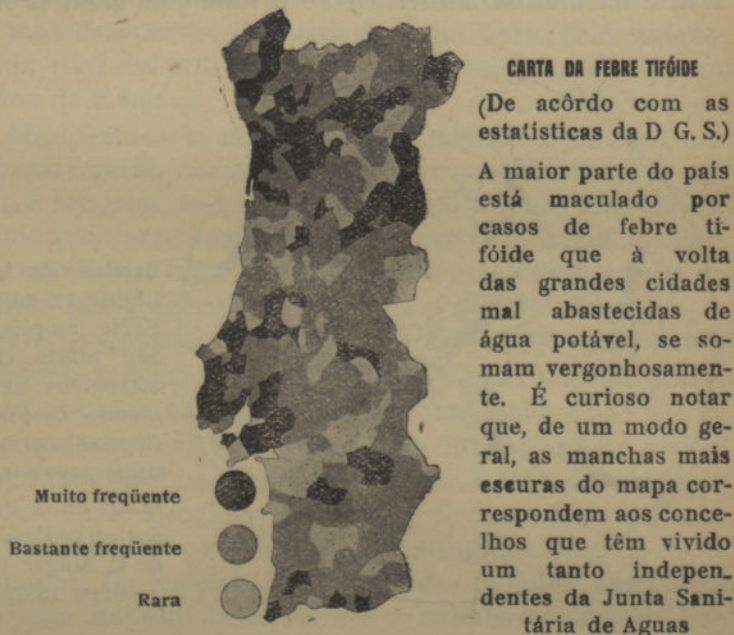 CARTA DA FEBRE TIFÓIDE
(De acôrdo com as
estatísticas da D G. S.)
A maior parte do país
está maculado por
casos de febre ti-
fóide que à volta
das grandes cidades
mal abastecidas de
água potável, se so-
mam vergonhosamen-
te. É curioso notar
que, de um modo ge-
ral, as manchas mais
escuras do mapa cor-
respondem aos conce-
lhos que têm vivido
um tanto indepen-
dentes da Junta Sani-
tária de Aguas
Muito freqüente
Bastante freqüente
Rara